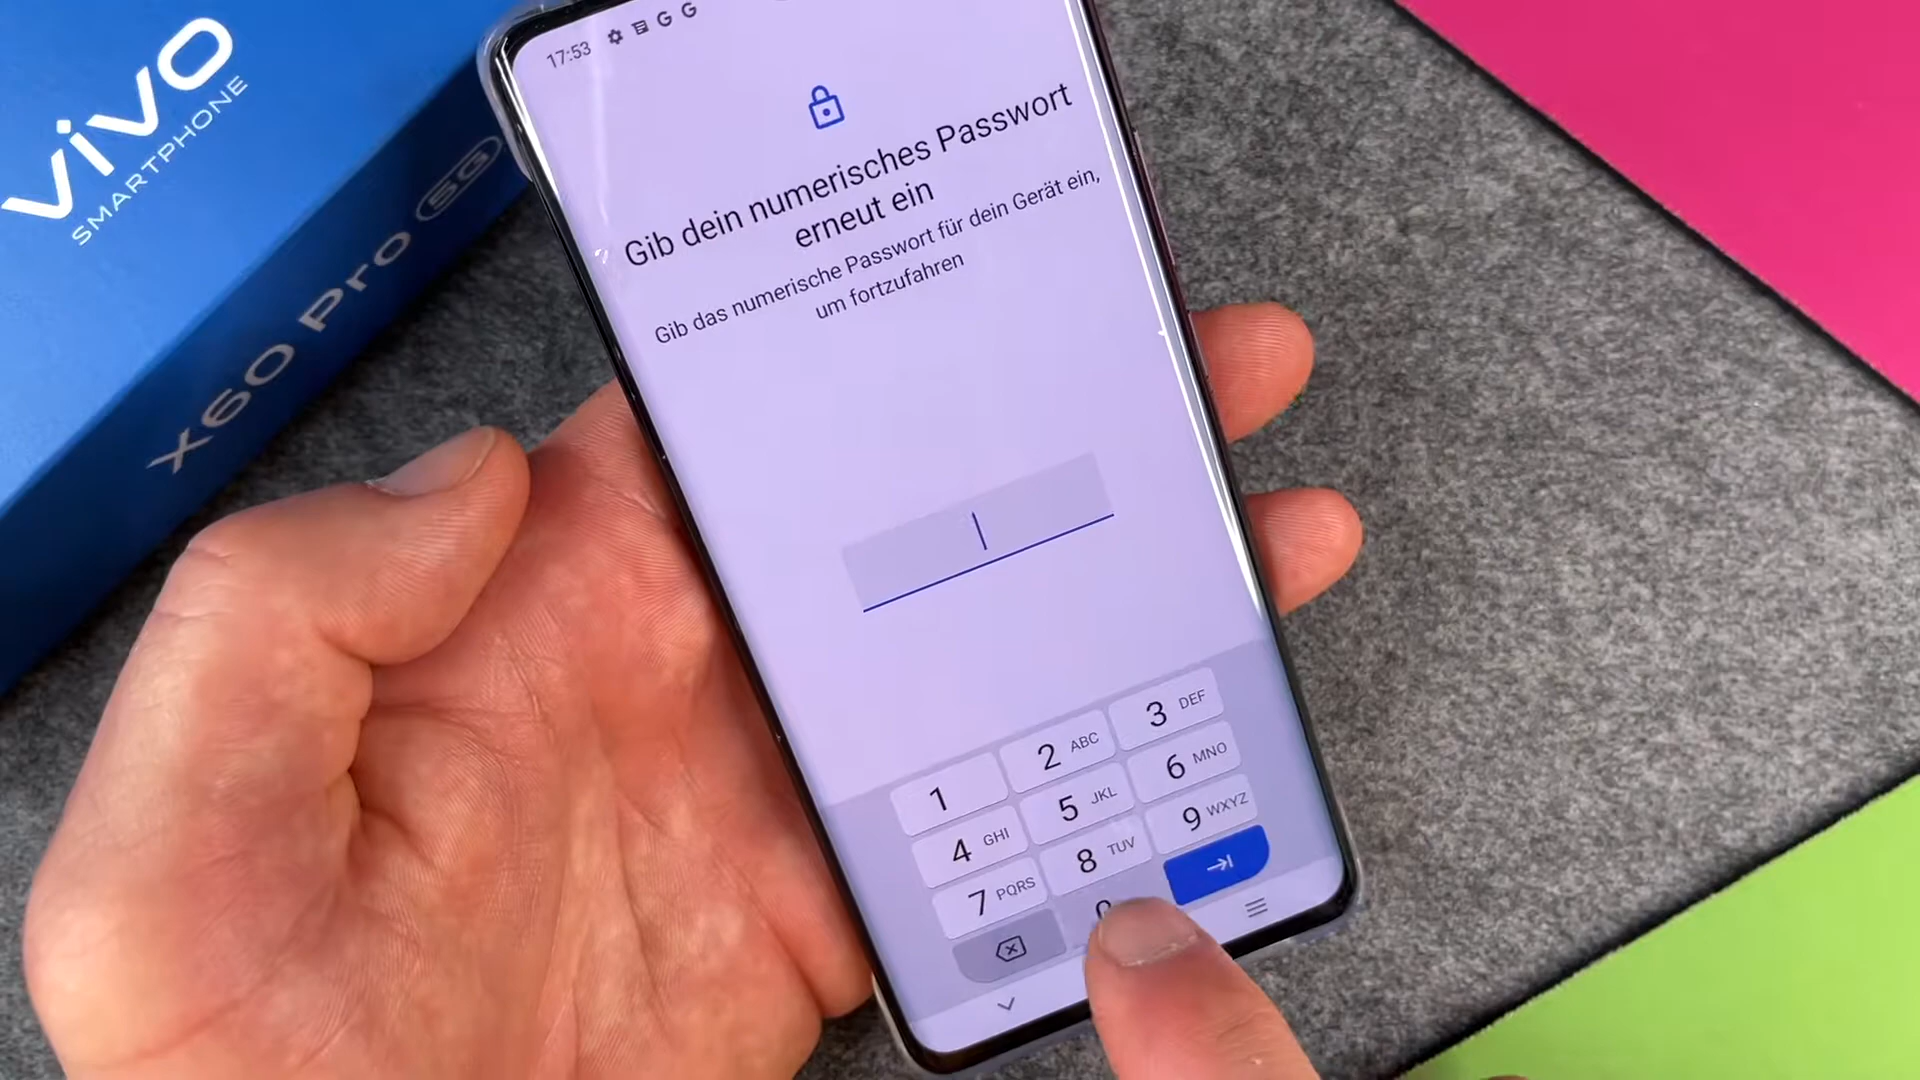 vivo
SMARTPHONE
X60 Pro 5G
17:53
Gib dein numerisches Passwort
erneut ein
Gib das numerische Passwort für dein Gerät ein,
um fortzufahren
1
2 ABC
3 DEF
4 GHI
5 JKL
6 MNO
7 PQRS
8 TUV
9 WXYZ
0